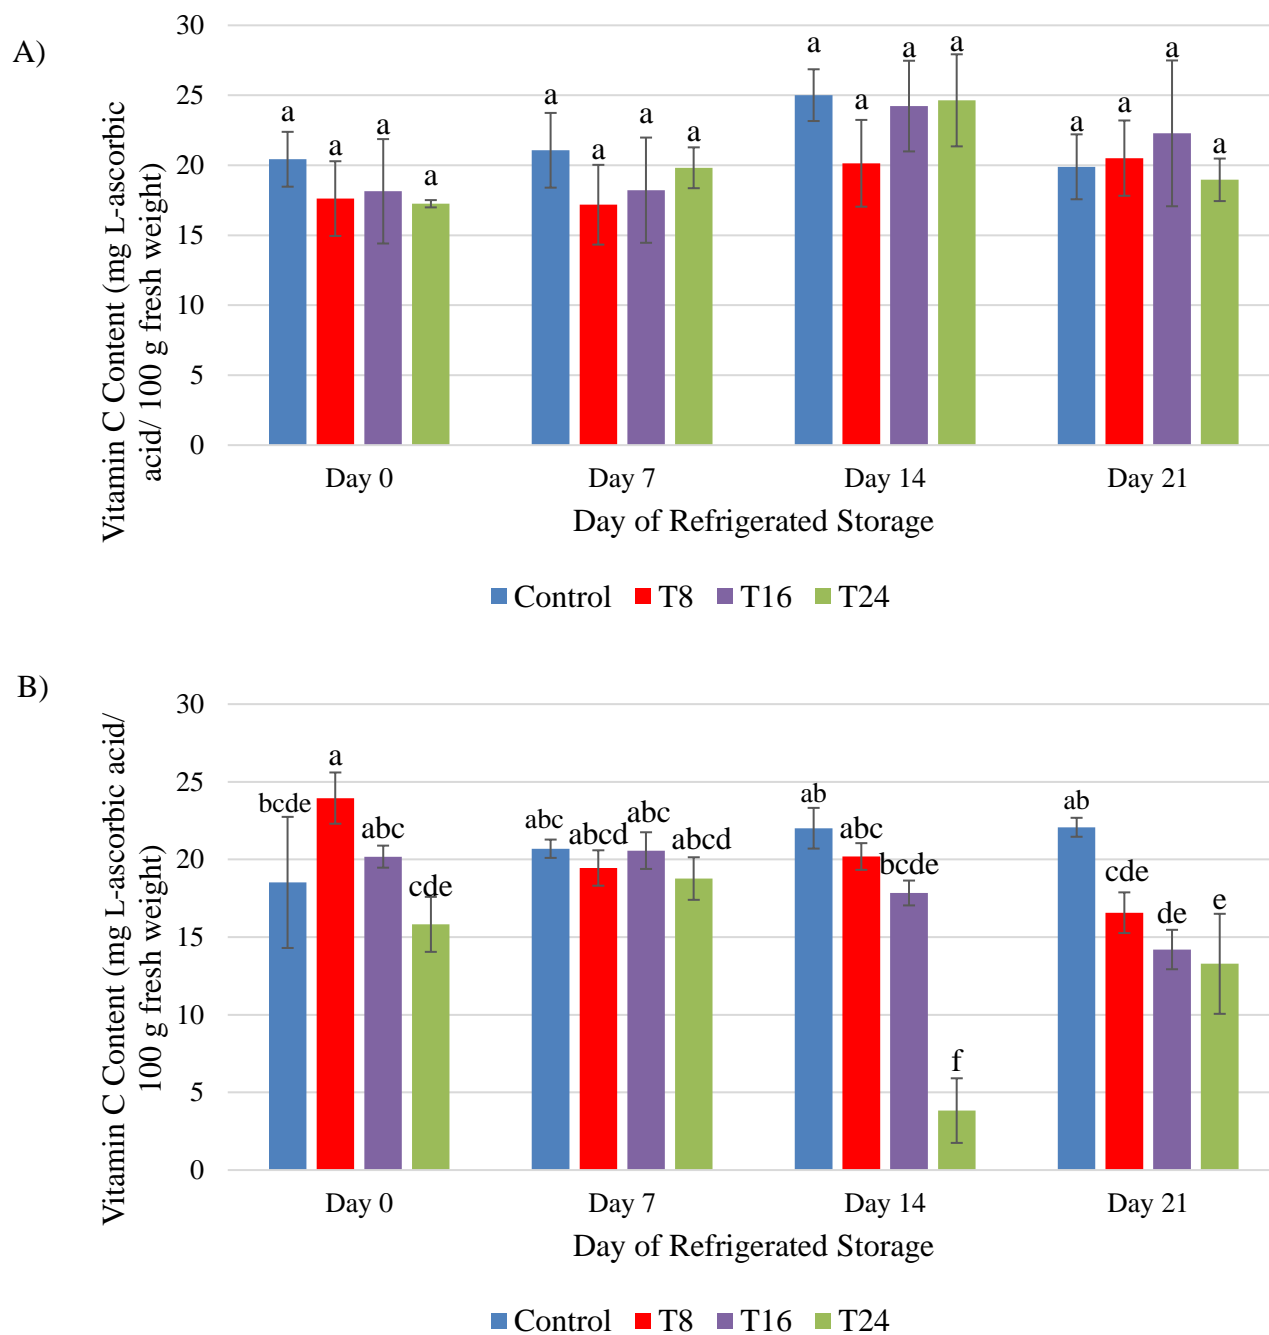 A)
Vitamin C Content (mg L-ascorbic
acid/ 100 g fresh weight)
30
25
20
15
10
5
0
a a a a
a a a a
a a a a
a a a a
Day 0 Day 7 Day 14 Day 21
Day of Refrigerated Storage
Control T8 T16 T24
B)
Vitamin C Content (mg L-ascorbic acid/
100 g fresh weight)
30
25
20
15
10
5
0
bcde a abc cde
abc abcd abc abcd
ab abc bcde f
ab cde de e
Day 0 Day 7 Day 14 Day 21
Day of Refrigerated Storage
Control T8 T16 T24